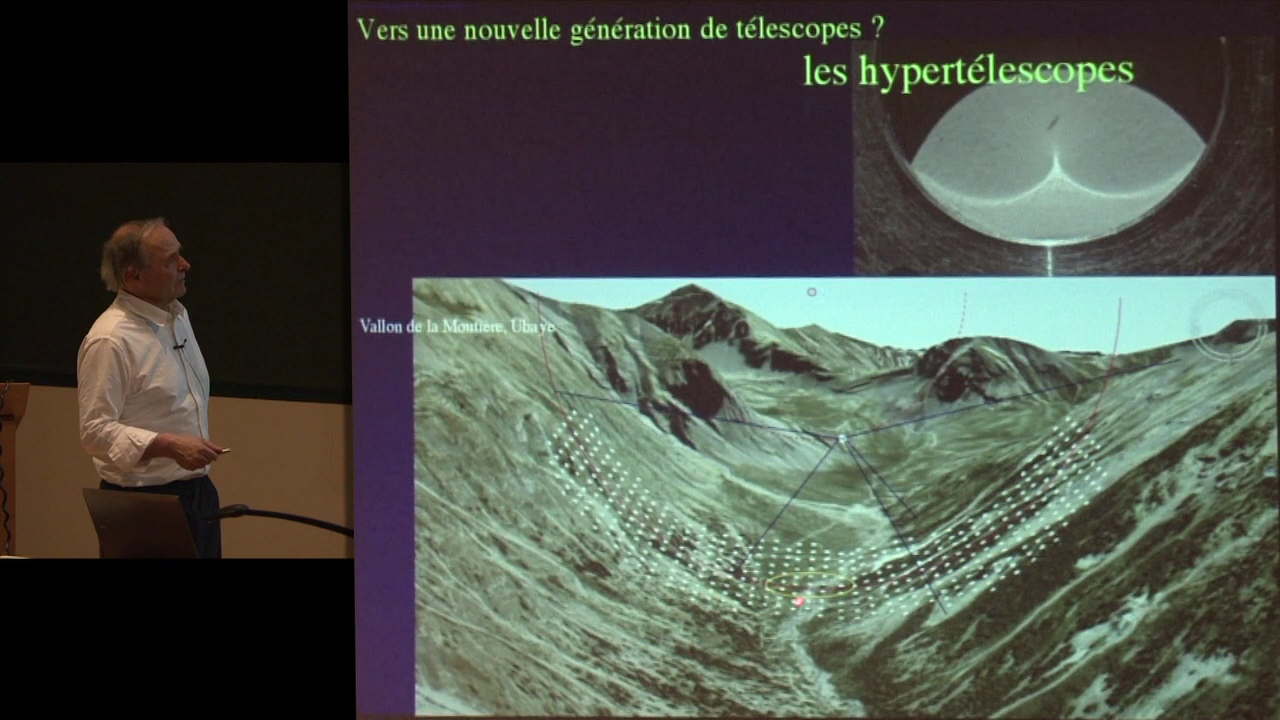 Vers une nouvelle génération de télescopes ?
les hypertélescopes
Vallon de la Moutière, Ubaye